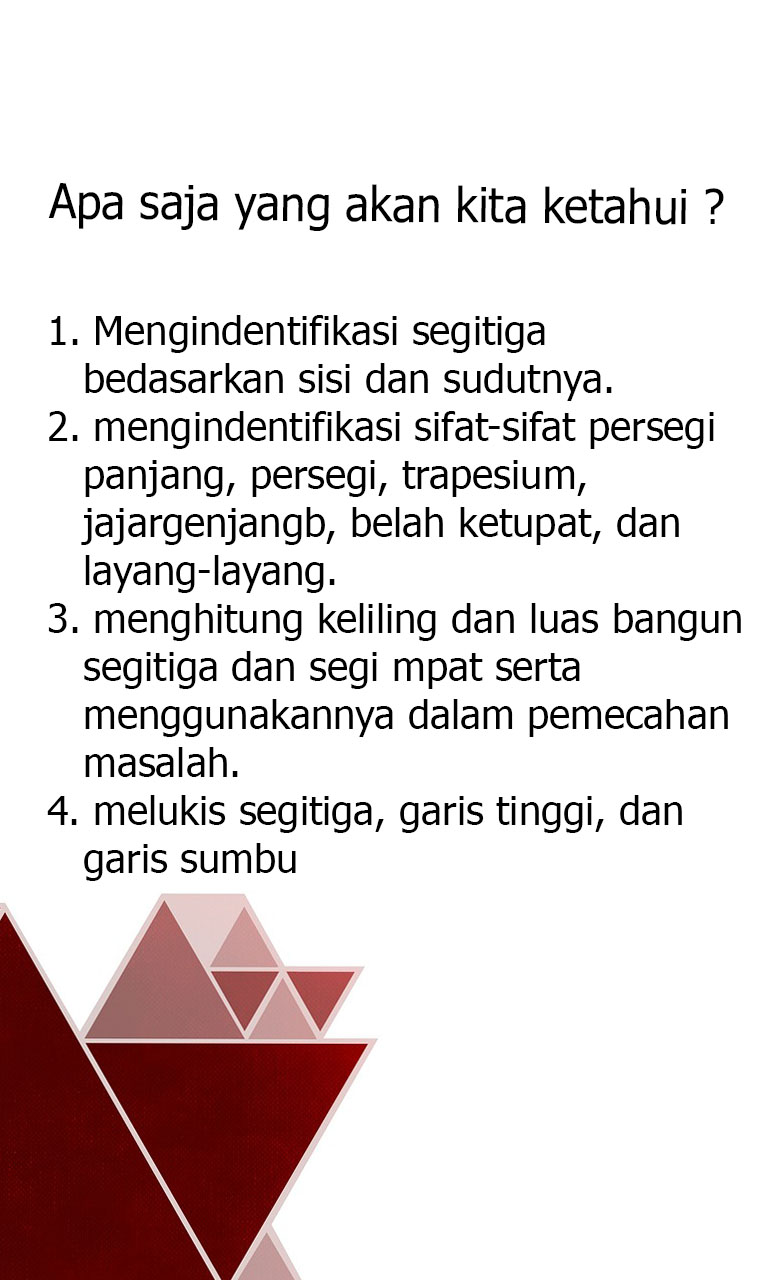 Apa saja yang akan kita ketahui ?
1. Mengindentifikasi segitiga
bedasarkan sisi dan sudutnya.
2. mengindentifikasi sifat-sifat persegi
panjang, persegi, trapesium,
jajargenjangb, belah ketupat, dan
layang-layang.
3. menghitung keliling dan luas bangun
segitiga dan segi mpat serta
menggunakannya dalam pemecahan
masalah.
4. melukis segitiga, garis tinggi, dan
garis sumbu